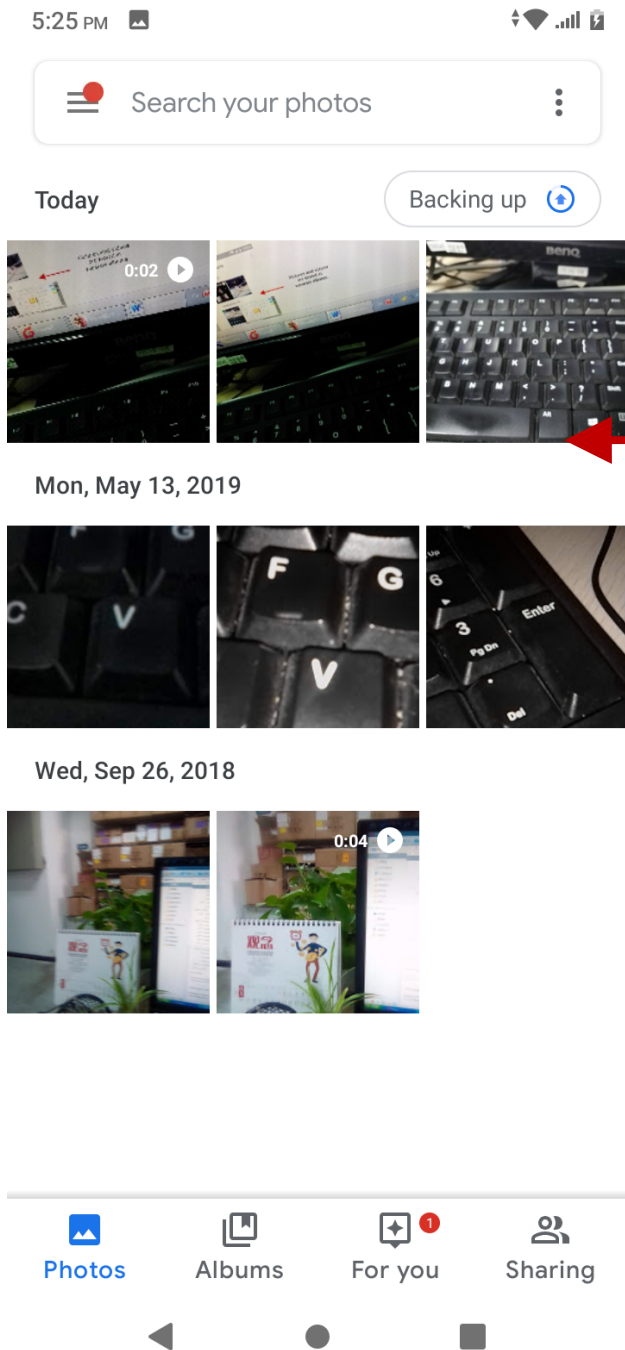 5:25 PM
Search your photos
Today
Backing up
0:02
BenQ
Mon, May 13, 2019
F G
C V
F G
V
Up
6
3
Pg Dn
Enter
Del
Wed, Sep 26, 2018
0:04
Photos
Albums
For you
1
Sharing